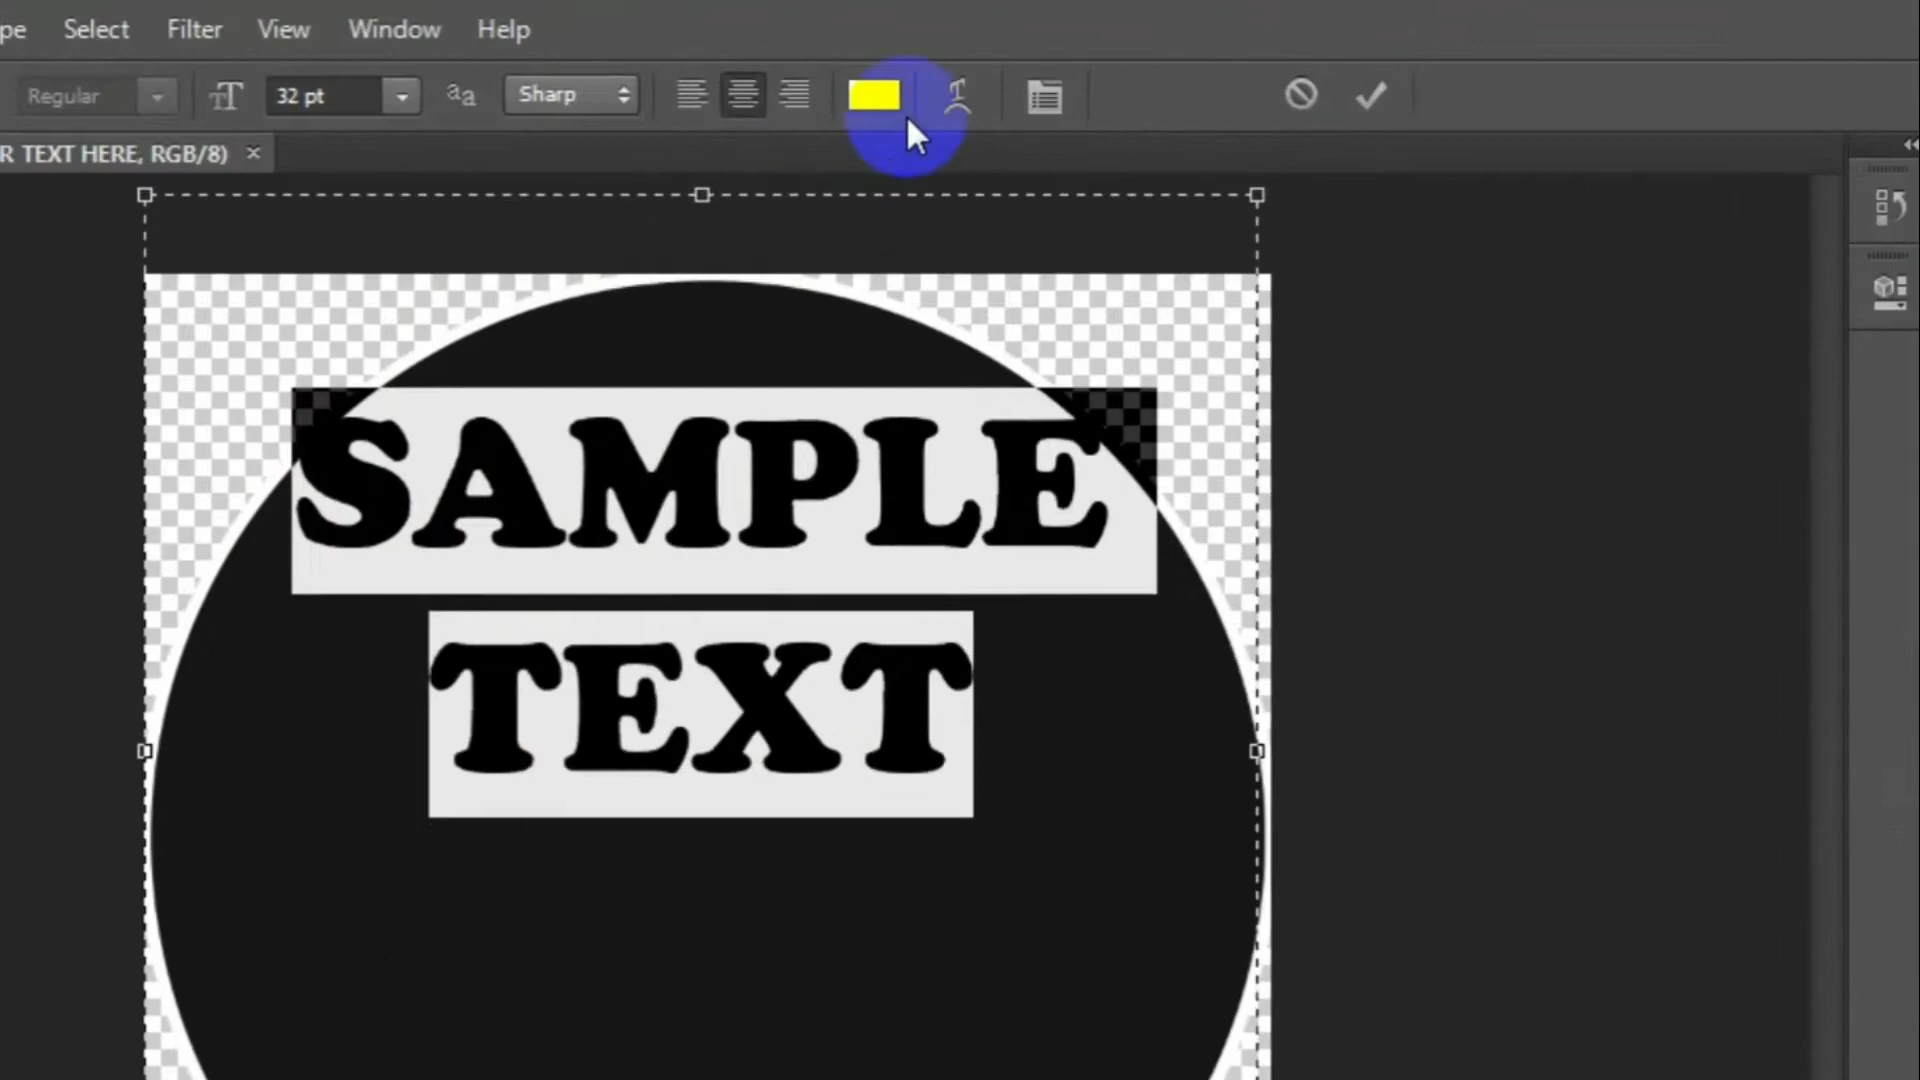 pe Select Filter View Window Help
Regular 32 pt Sharp
R TEXT HERE, RGB/8) ×
SAMPLE
TEXT